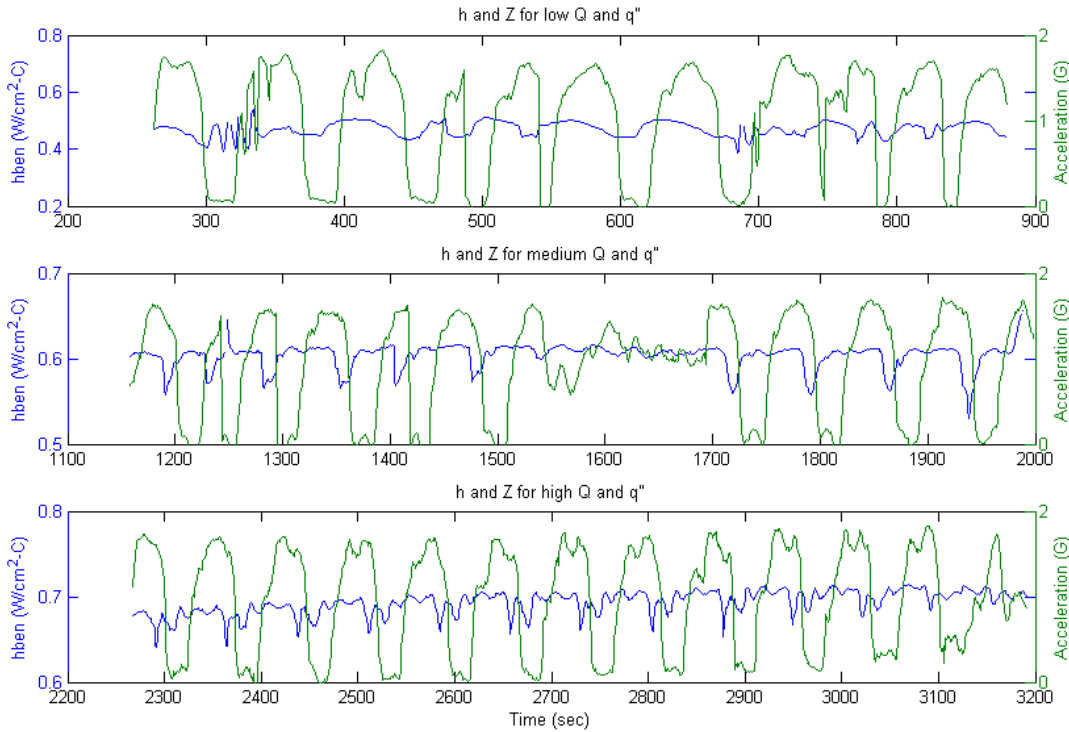 h and Z for low Q and q"
hben (W/cm²-C)
0.8
0.6
0.4
0.2
2
1
0
Acceleration (G)
200 300 400 500 600 700 800 900
h and Z for medium Q and q"
hben (W/cm²-C)
0.7
0.6
0.5
2
1
0
Acceleration (G)
1100 1200 1300 1400 1500 1600 1700 1800 1900 2000
h and Z for high Q and q"
hben (W/cm²-C)
0.8
0.7
0.6
2
1
0
Acceleration (G)
2200 2300 2400 2500 2600 2700 2800 2900 3000 3100 3200
Time (sec)